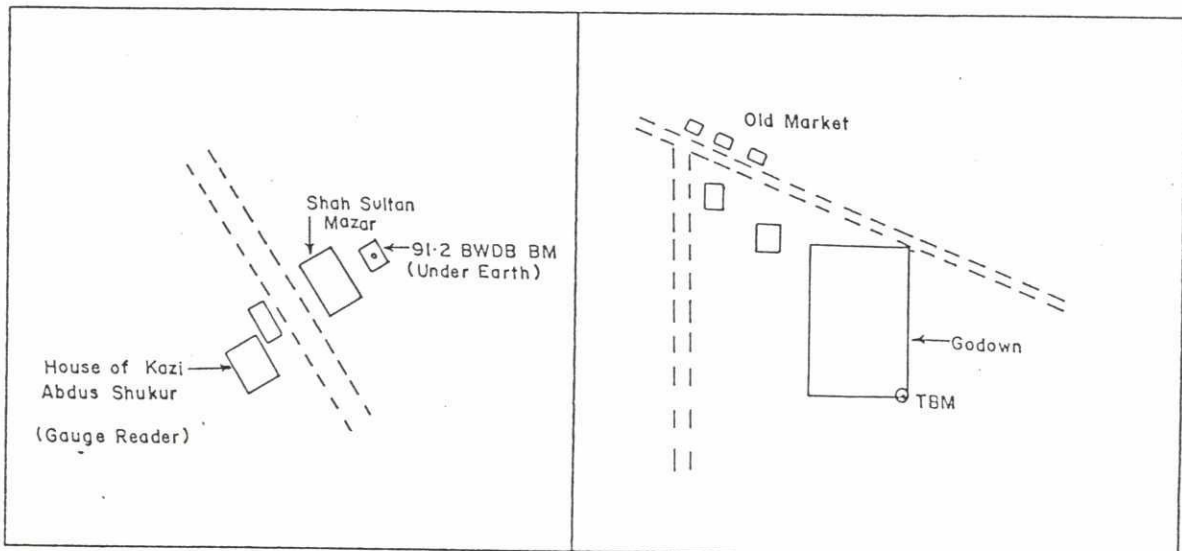 Shah Sultan
Mazar
91·2 BWDB BM
(Under Earth)
House of Kazi
Abdus Shukur
(Gauge Reader)
Old Market
Godown
TBM